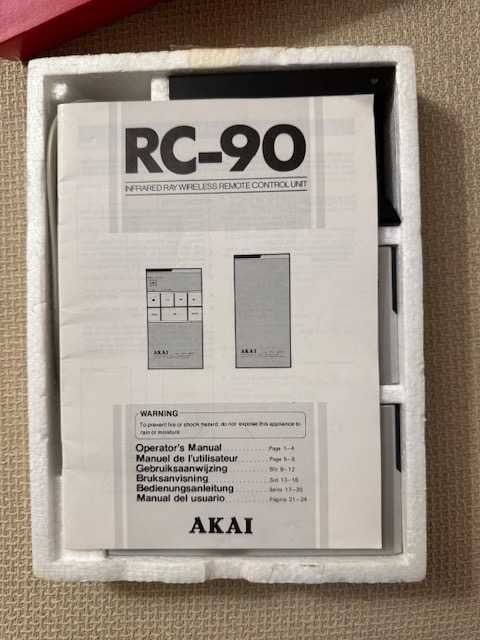 RC-90
INFRARED RAY WIRELESS REMOTE CONTROL UNIT
AKAI
AKAI
WARNING
To prevent fire or shock hazard, do not expose this appliance to
rain or moisture.
Operator's Manual .......... Page 1–4
Manuel de l'utilisateur .......... Page 5–8
Gebruiksaanwijzing .......... Blz 9–12
Bruksanvisning .......... Sid 13–16
Bedienungsanleitung .......... Seite 17–20
Manual del usuario .......... Página 21–24
AKAI